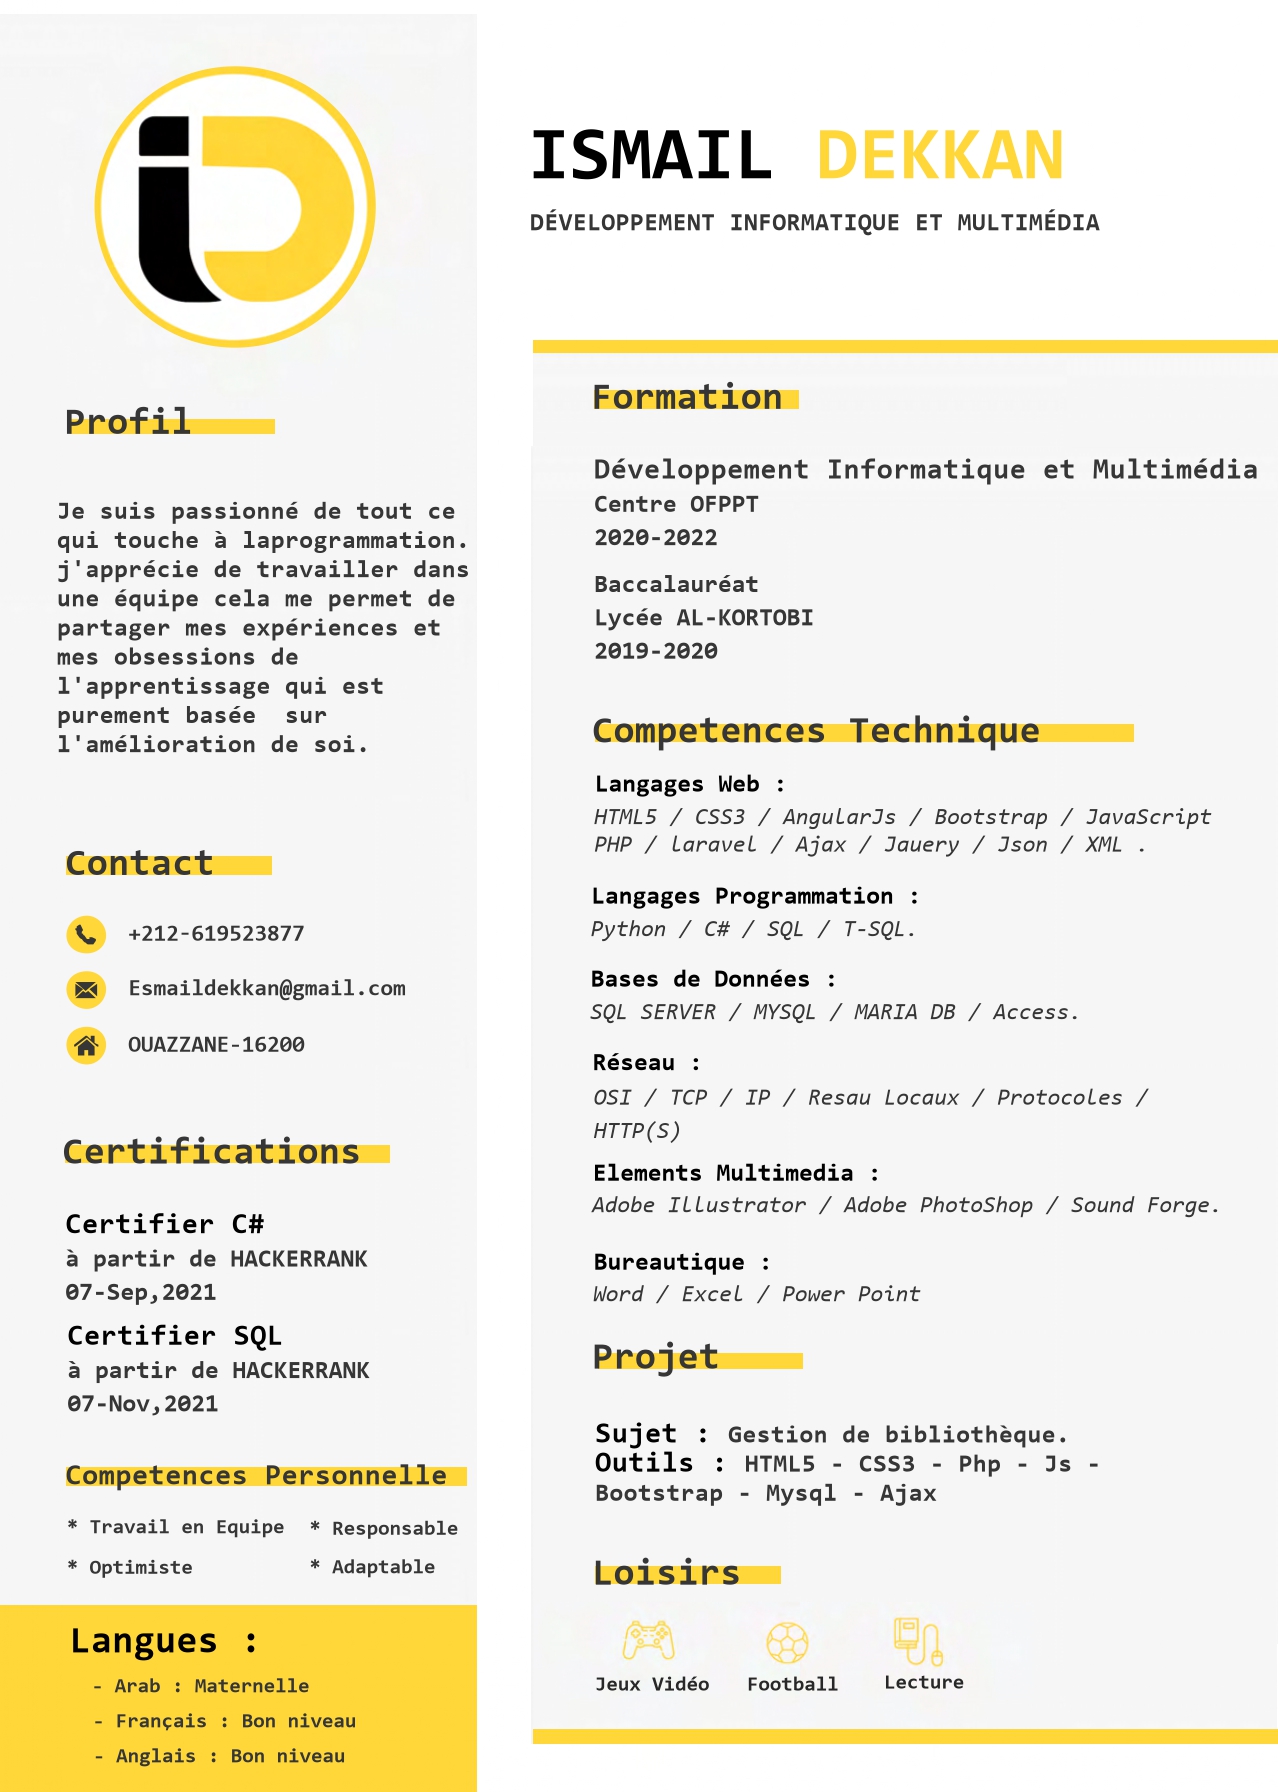 ISMAIL DEKKAN
DÉVELOPPEMENT INFORMATIQUE ET MULTIMÉDIA
Profil
Je suis passionné de tout ce
qui touche à laprogrammation.
j'apprécie de travailler dans
une équipe cela me permet de
partager mes expériences et
mes obsessions de
l'apprentissage qui est
purement basée  sur
l'amélioration de soi.
Contact
+212-619523877
Esmaildekkan@gmail.com
OUAZZANE-16200
Certifications
Certifier C#
à partir de HACKERRANK
07-Sep,2021
Certifier SQL
à partir de HACKERRANK
07-Nov,2021
Competences Personnelle
* Travail en Equipe * Responsable
* Optimiste * Adaptable
Langues :
- Arab : Maternelle
- Français : Bon niveau
- Anglais : Bon niveau
Formation
Développement Informatique et Multimédia
Centre OFPPT
2020-2022
Baccalauréat
Lycée AL-KORTOBI
2019-2020
Competences Technique
Langages Web :
HTML5 / CSS3 / AngularJs / Bootstrap / JavaScript
PHP / laravel / Ajax / Jauery / Json / XML .
Langages Programmation :
Python / C# / SQL / T-SQL.
Bases de Données :
SQL SERVER / MYSQL / MARIA DB / Access.
Réseau :
OSI / TCP / IP / Resau Locaux / Protocoles /
HTTP(S)
Elements Multimedia :
Adobe Illustrator / Adobe PhotoShop / Sound Forge.
Bureautique :
Word / Excel / Power Point
Projet
Sujet : Gestion de bibliothèque.
Outils : HTML5 - CSS3 - Php - Js -
Bootstrap - Mysql - Ajax
Loisirs
Jeux Vidéo Football Lecture